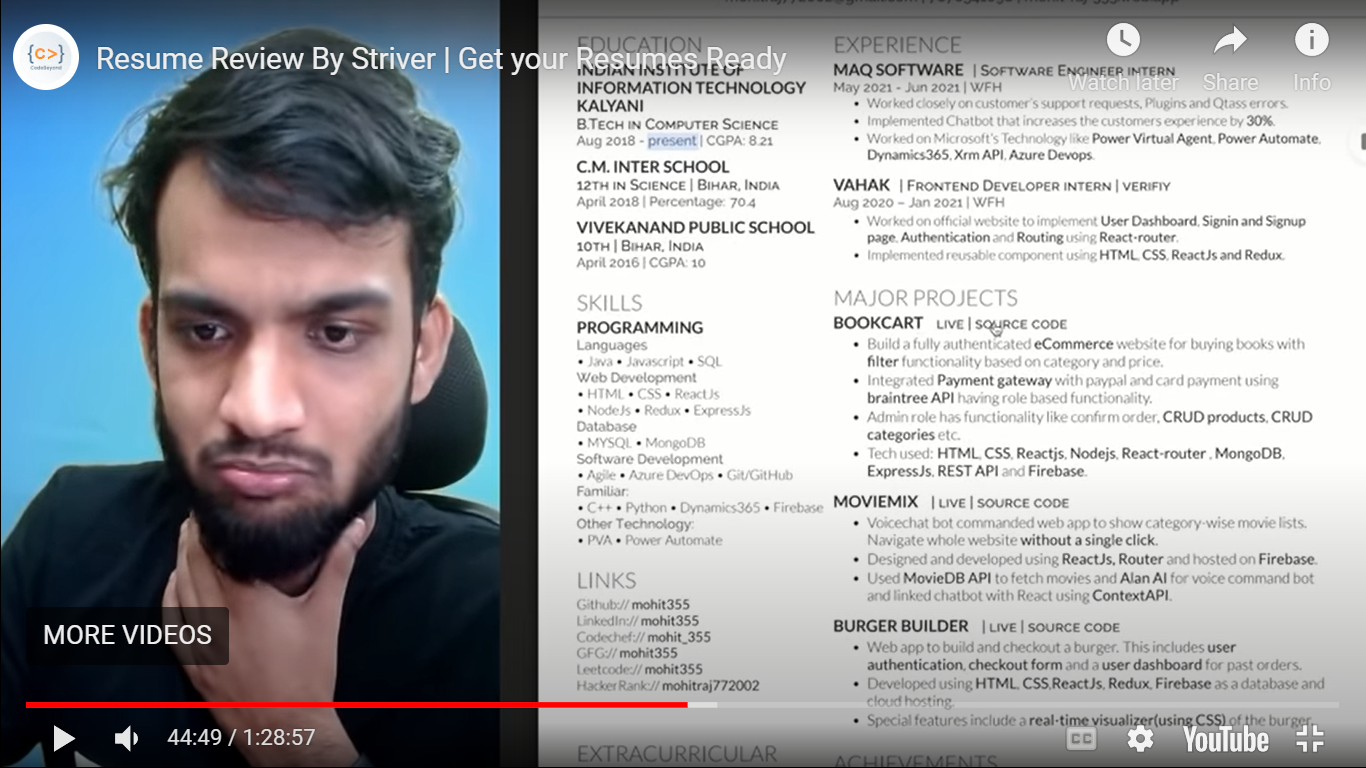 {C>}
CodeBeyond
Resume Review By Striver | Get your Resumes Ready
Watch later
Share
Info
EDUCATION
INDIAN INSTITUTE OF
INFORMATION TECHNOLOGY
KALYANI
B.TECH IN COMPUTER SCIENCE
Aug 2018 - present | CGPA: 8.21
C.M. INTER SCHOOL
12TH IN SCIENCE | BIHAR, INDIA
April 2018 | Percentage: 70.4
VIVEKANAND PUBLIC SCHOOL
10TH | BIHAR, INDIA
April 2016 | CGPA: 10
SKILLS
PROGRAMMING
Languages
• Java • Javascript • SQL
Web Development
• HTML • CSS • ReactJs
• NodeJs • Redux • ExpressJs
Database
• MYSQL • MongoDB
Software Development
• Agile • Azure DevOps • Git/GitHub
Familiar:
• C++ • Python • Dynamics365 • Firebase
Other Technology:
• PVA • Power Automate
LINKS
Github:// mohit355
LinkedIn:// mohit355
Codechef:// mohit_355
GFG:// mohit355
Leetcode:// mohit355
HackerRank:// mohitraj772002
EXTRACURRICULAR
EXPERIENCE
MAQ SOFTWARE | SOFTWARE ENGINEER INTERN
May 2021 - Jun 2021 | WFH
• Worked closely on customer's support requests, Plugins and Qtass errors.
• Implemented Chatbot that increases the customers experience by 30%.
• Worked on Microsoft's Technology like Power Virtual Agent, Power Automate,
Dynamics365, Xrm API, Azure Devops.
VAHAK | FRONTEND DEVELOPER INTERN | VERIFIY
Aug 2020 – Jan 2021 | WFH
• Worked on official website to implement User Dashboard, Signin and Signup
page, Authentication and Routing using React-router.
• Implemented reusable component using HTML, CSS, ReactJs and Redux.
MAJOR PROJECTS
BOOKCART LIVE | SOURCE CODE
• Build a fully authenticated eCommerce website for buying books with
filter functionality based on category and price.
• Integrated Payment gateway with paypal and card payment using
braintree API having role based functionality.
• Admin role has functionality like confirm order, CRUD products, CRUD
categories etc.
• Tech used: HTML, CSS, Reactjs, Nodejs, React-router , MongoDB,
ExpressJs, REST API and Firebase.
MOVIEMIX | LIVE | SOURCE CODE
• Voicechat bot commanded web app to show category-wise movie lists.
Navigate whole website without a single click.
• Designed and developed using ReactJs, Router and hosted on Firebase.
• Used MovieDB API to fetch movies and Alan AI for voice command bot
and linked chatbot with React using ContextAPI.
BURGER BUILDER | LIVE | SOURCE CODE
• Web app to build and checkout a burger. This includes user
authentication, checkout form and a user dashboard for past orders.
• Developed using HTML, CSS,ReactJs, Redux, Firebase as a database and
cloud hosting.
• Special features include a real-time visualizer(using CSS) of the burger.
ACHIEVEMENTS
MORE VIDEOS
44:49 / 1:28:57
CC
YouTube